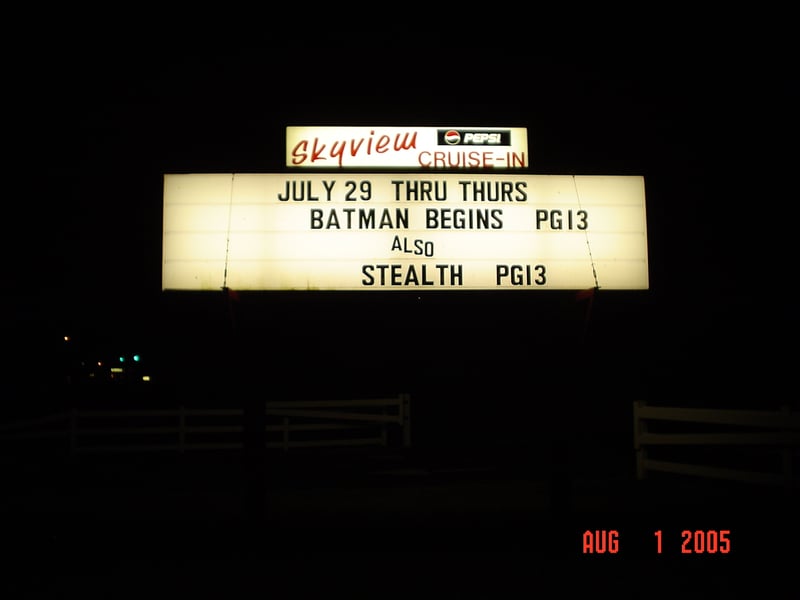 Skyview PEPSI
CRUISE-IN
JULY 29 THRU THURS
BATMAN BEGINS PG13
ALSO
STEALTH PG13
AUG 1 2005